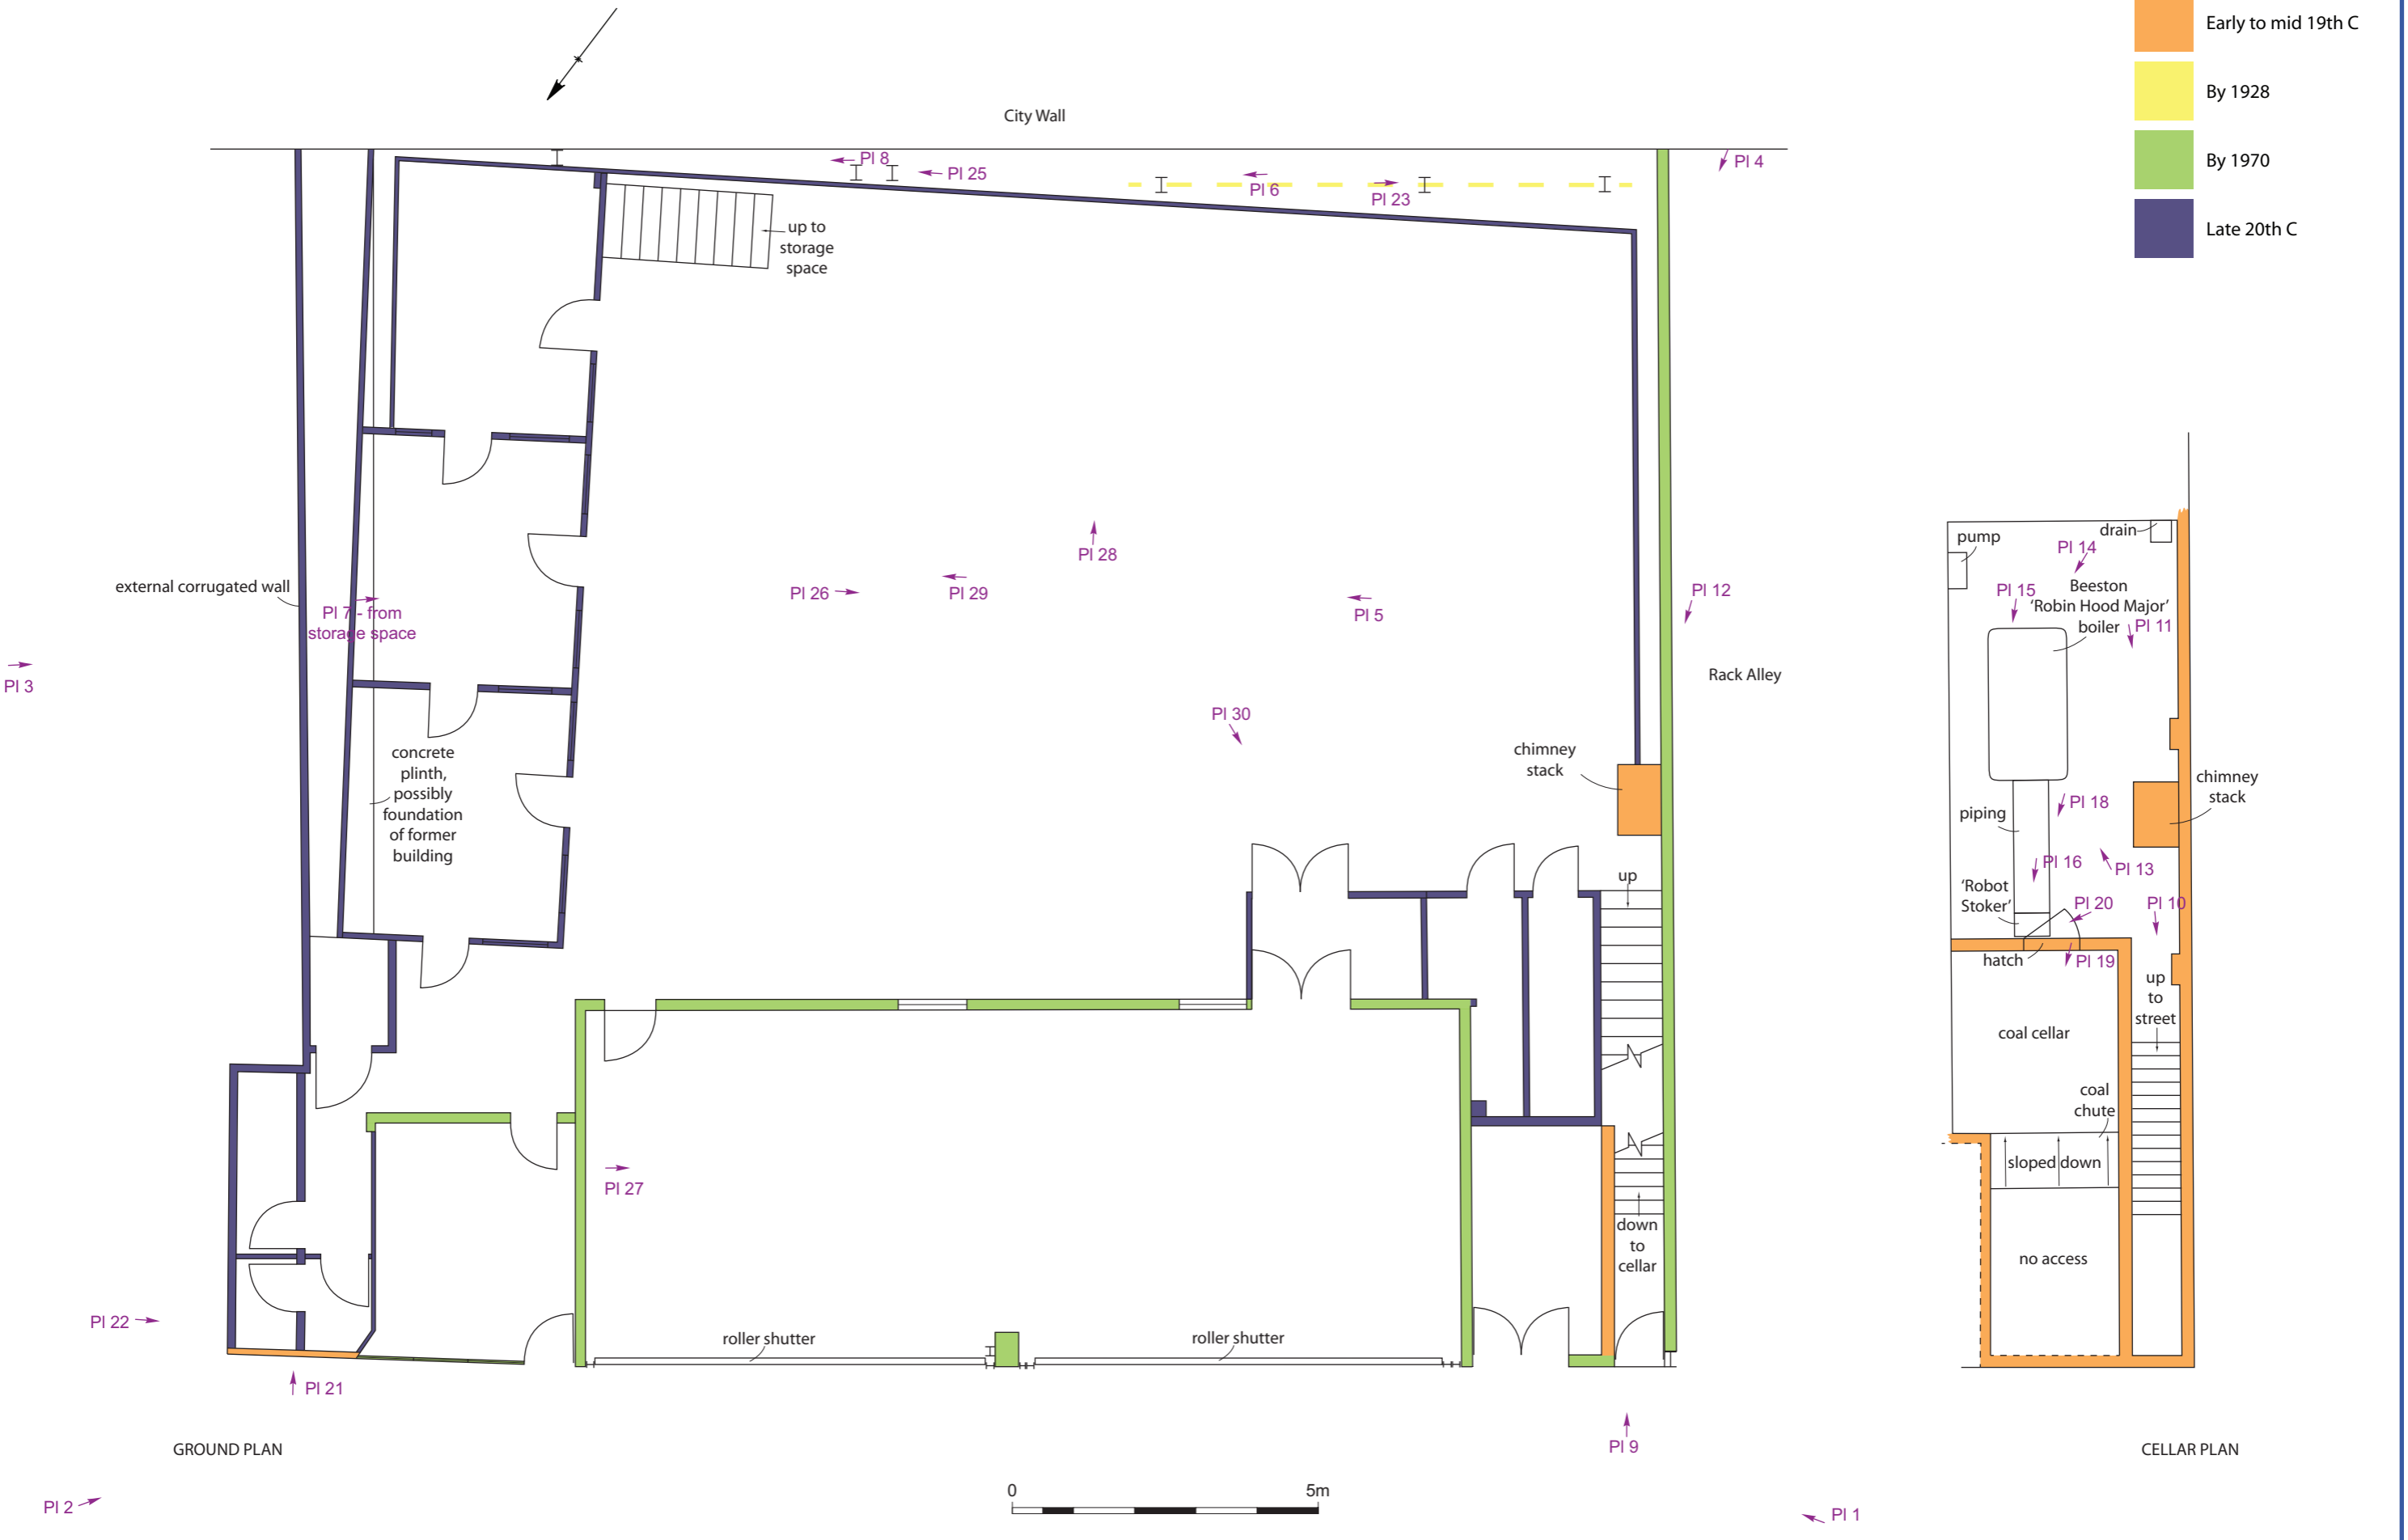 Early to mid 19th C
By 1928
By 1970
Late 20th C
City Wall
Pl 8
Pl 25
Pl 6
Pl 23
Pl 4
up to
storage
space
external corrugated wall
Pl 7 - from
storage space
Pl 3
Pl 28
Pl 26
Pl 29
Pl 5
Pl 12
Rack Alley
Pl 30
concrete
plinth,
possibly
foundation
of former
building
chimney
stack
up
Pl 27
down
to
cellar
Pl 22
roller shutter
roller shutter
Pl 21
Pl 9
GROUND PLAN
Pl 2
0
5m
Pl 1
pump
drain
Pl 14
Pl 15
Beeston
‘Robin Hood Major’
boiler
Pl 11
chimney
stack
Pl 18
piping
Pl 16
Pl 13
‘Robot
Stoker’
Pl 20
Pl 10
hatch
Pl 19
up
to
street
coal cellar
coal
chute
sloped down
no access
CELLAR PLAN